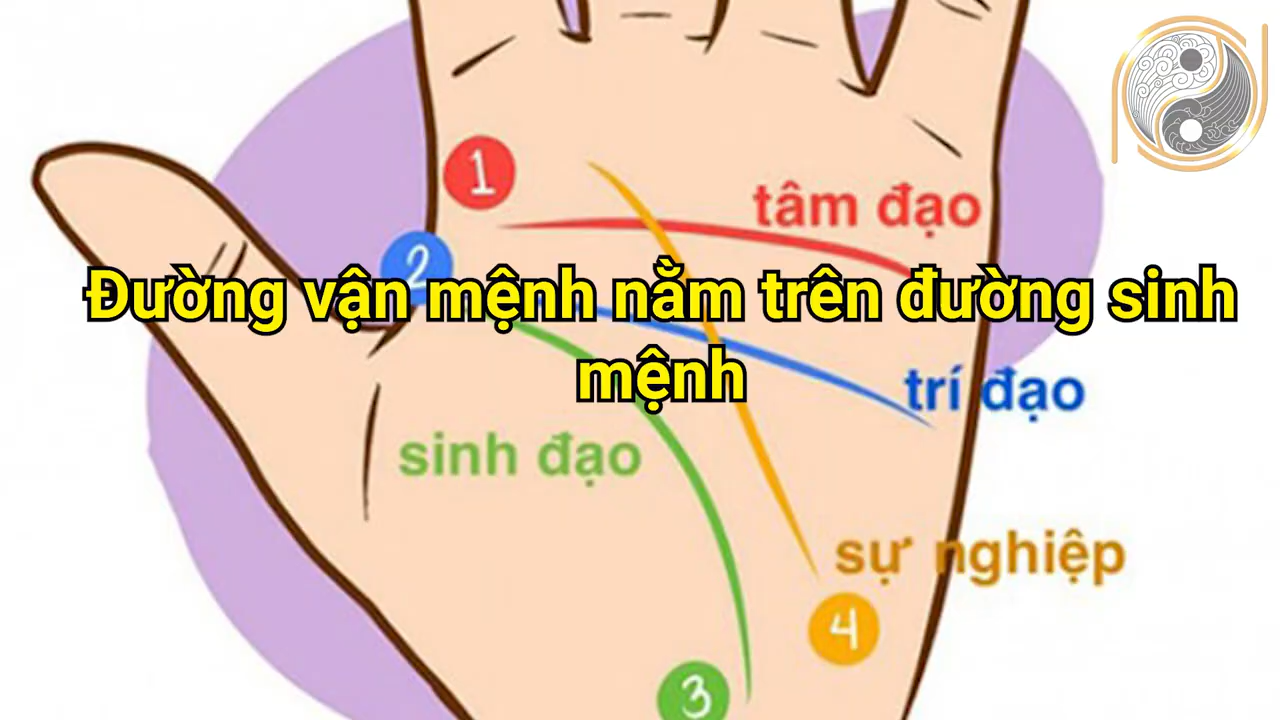 1
tâm đạo
2
Đường vận mệnh nằm trên đường sinh
mệnh
trí đạo
sinh đạo
sự nghiệp
4
3